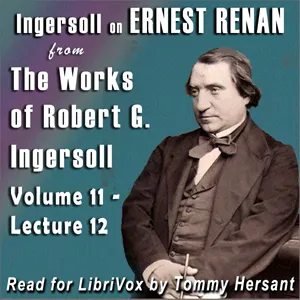 Ingersoll on ERNEST RENAN
from
The Works
of Robert G.
Ingersoll
Volume 11 -
Lecture 12
Read for LibriVox by Tommy Hersant